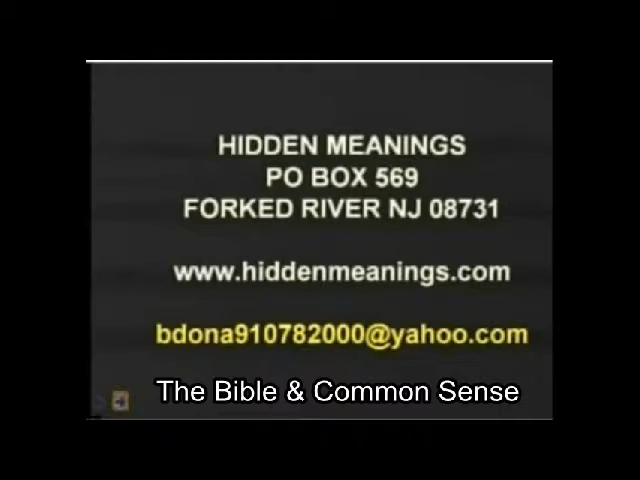 HIDDEN MEANINGS
PO BOX 569
FORKED RIVER NJ 08731
www.hiddenmeanings.com
bdona910782000@yahoo.com
The Bible & Common Sense